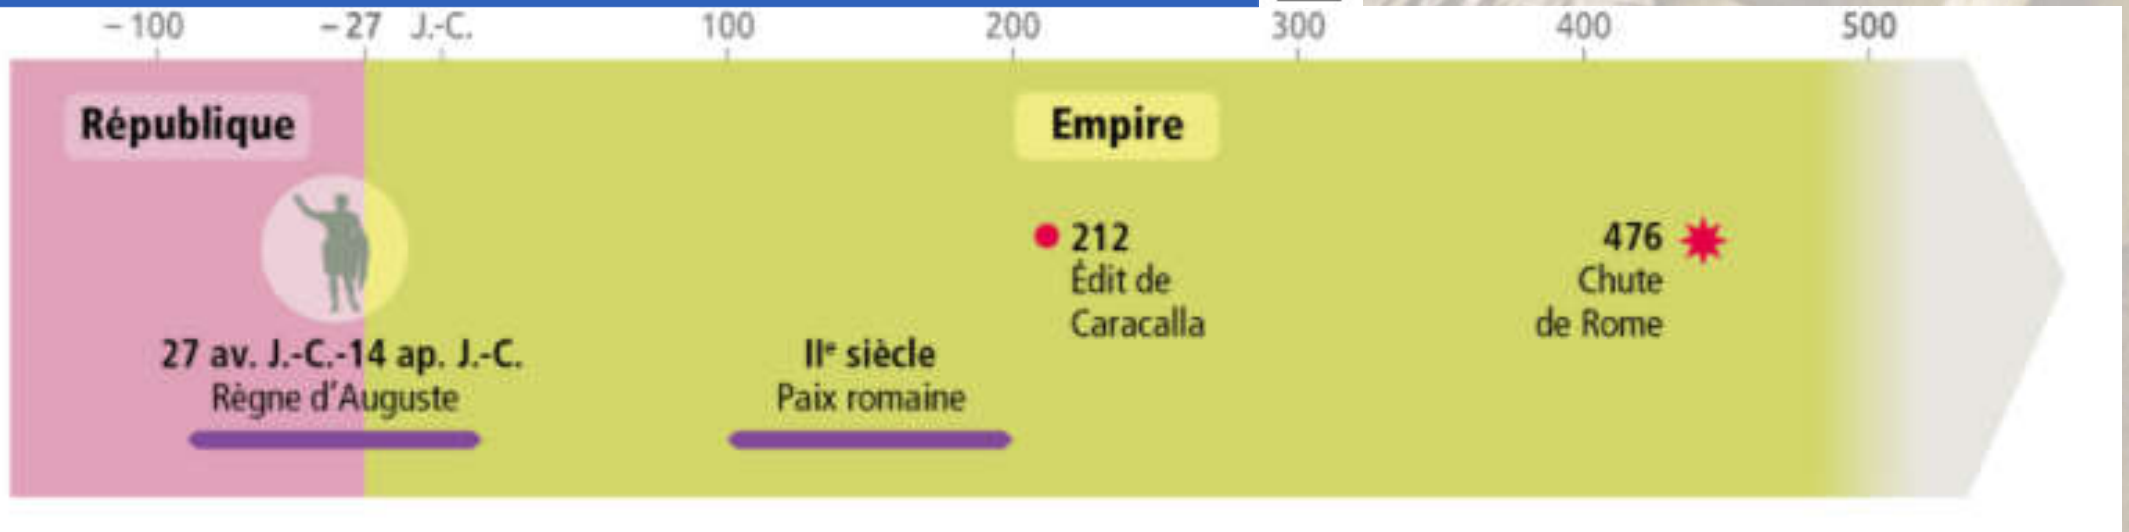 –100 –27 J.-C. 100 200 300 400 500
République
Empire
212
Édit de
Caracalla
476
Chute
de Rome
27 av. J.-C.-14 ap. J.-C.
Règne d'Auguste
IIe siècle
Paix romaine